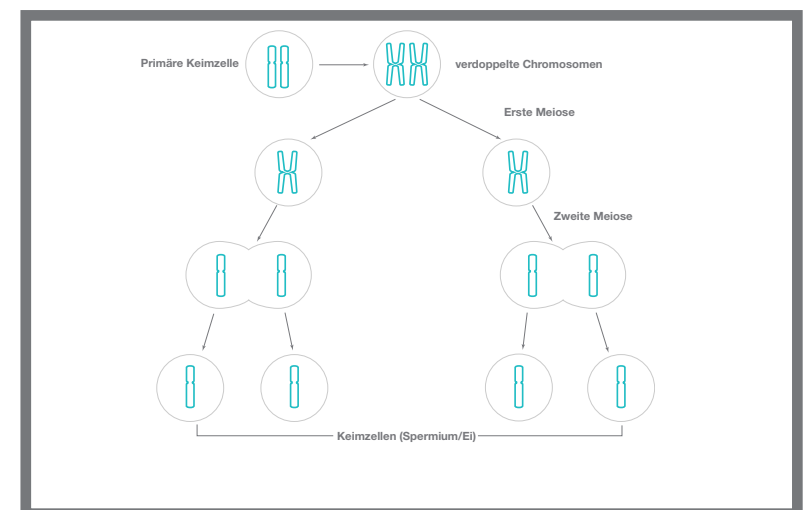 Primäre Keimzelle
verdoppelte Chromosomen
Erste Meiose
Zweite Meiose
Keimzellen (Spermium/Ei)